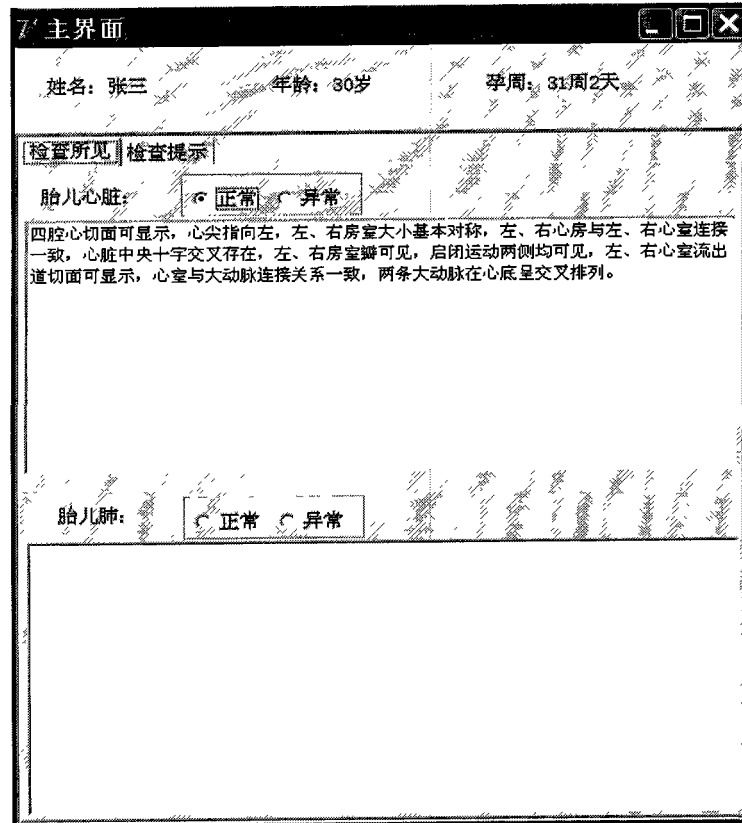 主界面
姓名：张三 年龄：30岁 孕周：31周2天
检查所见 检查提示
胎儿心脏： 正常 异常
四腔心切面可显示，心尖指向左，左、右房室大小基本对称，左、右心房与左、右心室连接
一致，心脏中央十字交叉存在，左、右房室瓣可见，启闭运动两侧均可见，左、右心室流出
道切面可显示，心室与大动脉连接关系一致，两条大动脉在心底呈交叉排列。
胎儿肺： 正常 异常